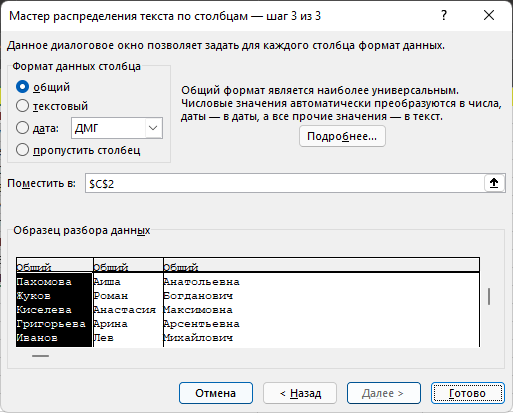 Мастер распределения текста по столбцам — шаг 3 из 3
Данное диалоговое окно позволяет задать для каждого столбца формат данных.
Формат данных столбца
общий
текстовый
дата: ДМГ
пропустить столбец
Общий формат является наиболее универсальным.
Числовые значения автоматически преобразуются в числа,
даты — в даты, а все прочие значения — в текст.
Подробнее...
Поместить в: $C$2
Образец разбора данных
Общий Общий Общий
Пахомова Аиша Анатольевна
Жуков Роман Богданович
Киселева Анастасия Максимовна
Григорьева Арина Арсентьевна
Иванов Лев Михайлович
Отмена < Назад Далее > Готово